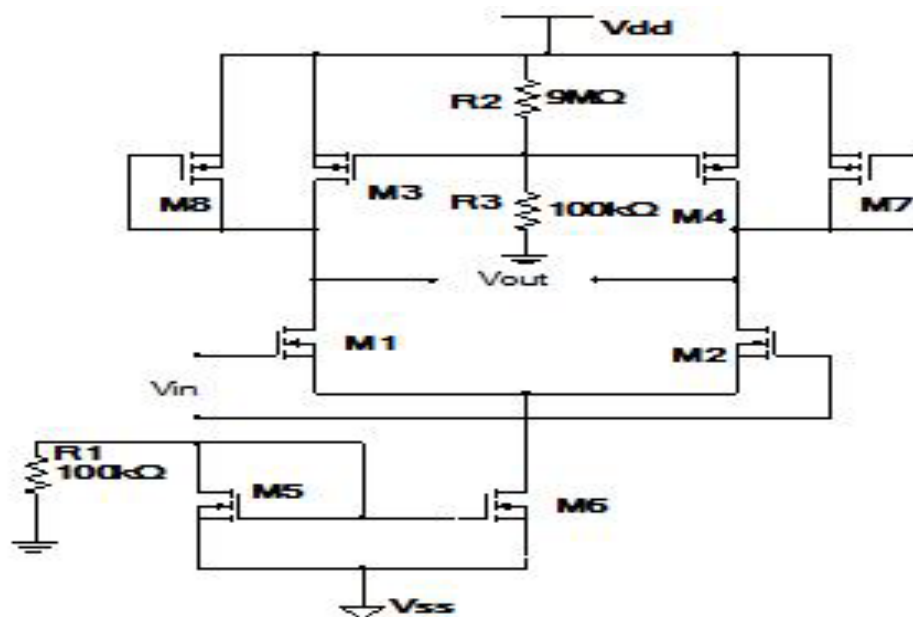 Vdd
R2 9MΩ
M8
M3
R3 100kΩ
M4
M7
Vout
M1
M2
Vin
R1
100kΩ
M5
M6
Vss